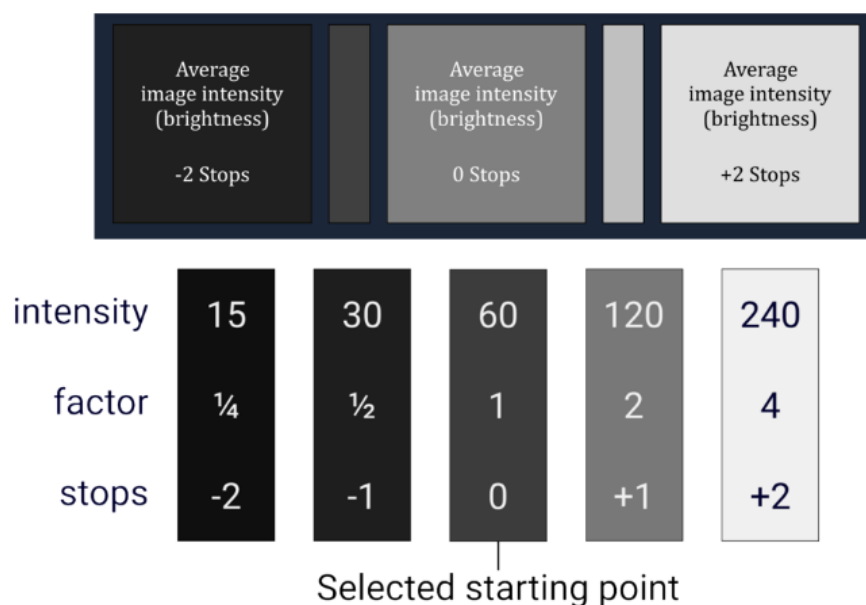 Average
image intensity
(brightness)
-2 Stops
Average
image intensity
(brightness)
0 Stops
Average
image intensity
(brightness)
+2 Stops
intensity 15 30 60 120 240
factor ¼ ½ 1 2 4
stops -2 -1 0 +1 +2
Selected starting point